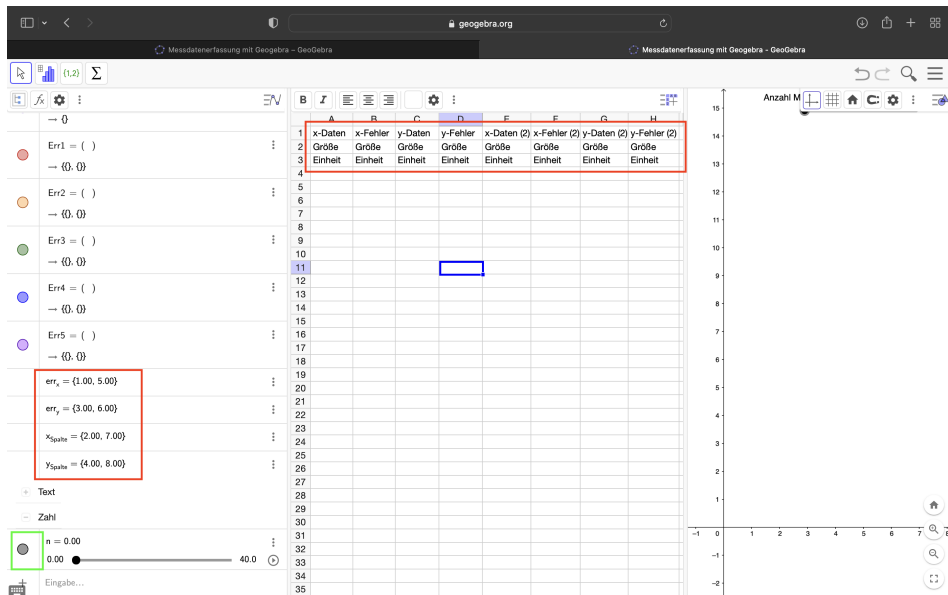 geogebra.org
Messdatenerfassung mit Geogebra – GeoGebra
Messdatenerfassung mit Geogebra - GeoGebra
{1,2} Σ
fx
B I
→ {}
Err1 = ( )
→ {{}, {}}
Err2 = ( )
→ {{}, {}}
Err3 = ( )
→ {{}, {}}
Err4 = ( )
→ {{}, {}}
Err5 = ( )
→ {{}, {}}
errx = {1.00, 5.00}
erry = {3.00, 6.00}
xSpalte = {2.00, 7.00}
ySpalte = {4.00, 8.00}
Text
Zahl
n = 0.00
0.00 40.0
Eingabe…
A B C D E F G H
1 x-Daten x-Fehler y-Daten y-Fehler x-Daten (2) x-Fehler (2) y-Daten (2) y-Fehler (2)
2 Größe Größe Größe Größe Größe Größe Größe Größe
3 Einheit Einheit Einheit Einheit Einheit Einheit Einheit Einheit
4
5
6
7
8
9
10
11
12
13
14
15
16
17
18
19
20
21
22
23
24
25
26
27
28
29
30
31
32
33
34
35
Anzahl M
15
14
13
12
11
10
9
8
7
6
5
4
3
2
1
−1 0 1 2 3 4 5 6 7 8
−1
−2